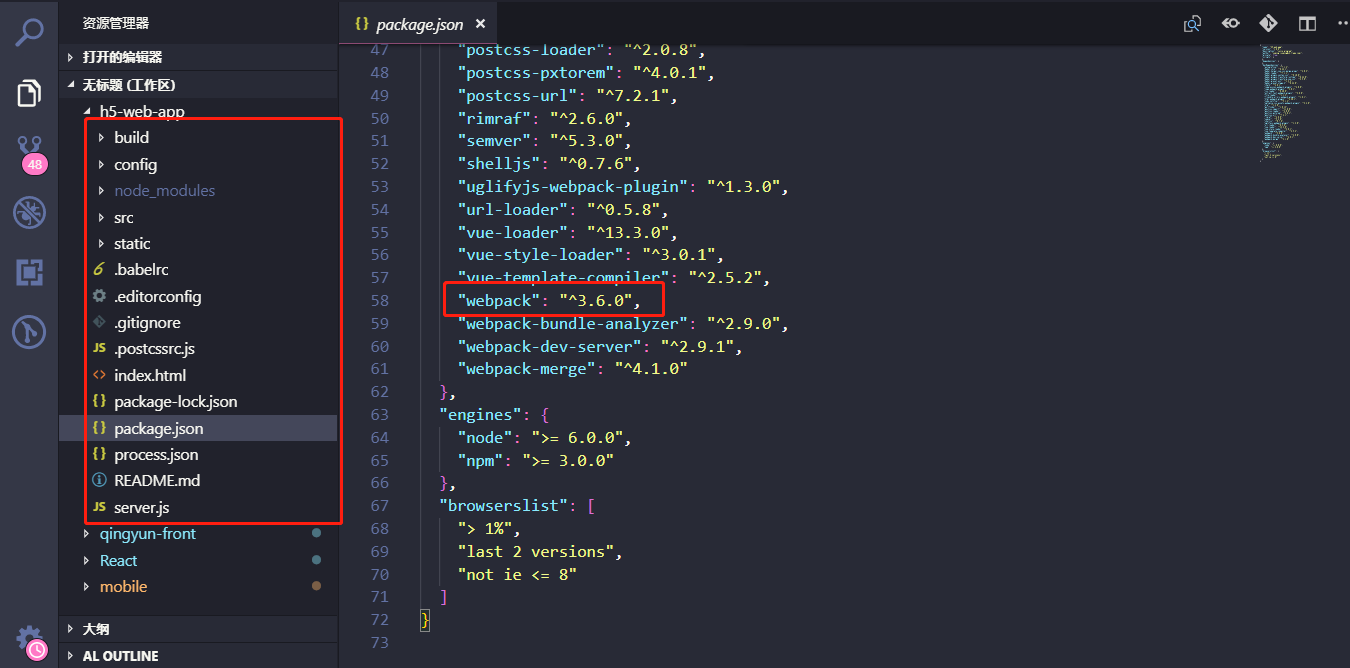 资源管理器
打开的编辑器
无标题 (工作区)
h5-web-app
build
config
node_modules
src
static
.babelrc
.editorconfig
.gitignore
JS .postcssrc.js
<> index.html
{} package-lock.json
{} package.json
{} process.json
README.md
JS server.js
qingyun-front
React
mobile
大纲
AL OUTLINE
48
{} package.json ×
47 "postcss-loader": "^2.0.8",
48 "postcss-pxtorem": "^4.0.1",
49 "postcss-url": "^7.2.1",
50 "rimraf": "^2.6.0",
51 "semver": "^5.3.0",
52 "shelljs": "^0.7.6",
53 "uglifyjs-webpack-plugin": "^1.3.0",
54 "url-loader": "^0.5.8",
55 "vue-loader": "^13.3.0",
56 "vue-style-loader": "^3.0.1",
57 "vue-template-compiler": "^2.5.2",
58 "webpack": "^3.6.0",
59 "webpack-bundle-analyzer": "^2.9.0",
60 "webpack-dev-server": "^2.9.1",
61 "webpack-merge": "^4.1.0"
62 },
63 "engines": {
64 "node": ">= 6.0.0",
65 "npm": ">= 3.0.0"
66 },
67 "browserslist": [
68 "> 1%",
69 "last 2 versions",
70 "not ie <= 8"
71 ]
72 }
73